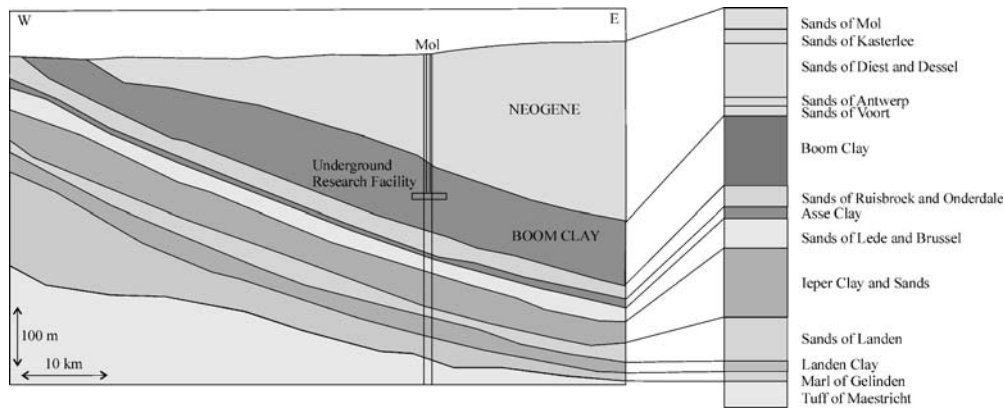 W
E
Mol
NEOGENE
Underground
Research Facility
BOOM CLAY
100 m
10 km
Sands of Mol
Sands of Kasterlee
Sands of Diest and Dessel
Sands of Antwerp
Sands of Voort
Boom Clay
Sands of Ruisbroek and Onderdale
Asse Clay
Sands of Lede and Brussel
Ieper Clay and Sands
Sands of Landen
Landen Clay
Marl of Gelinden
Tuff of Maestricht